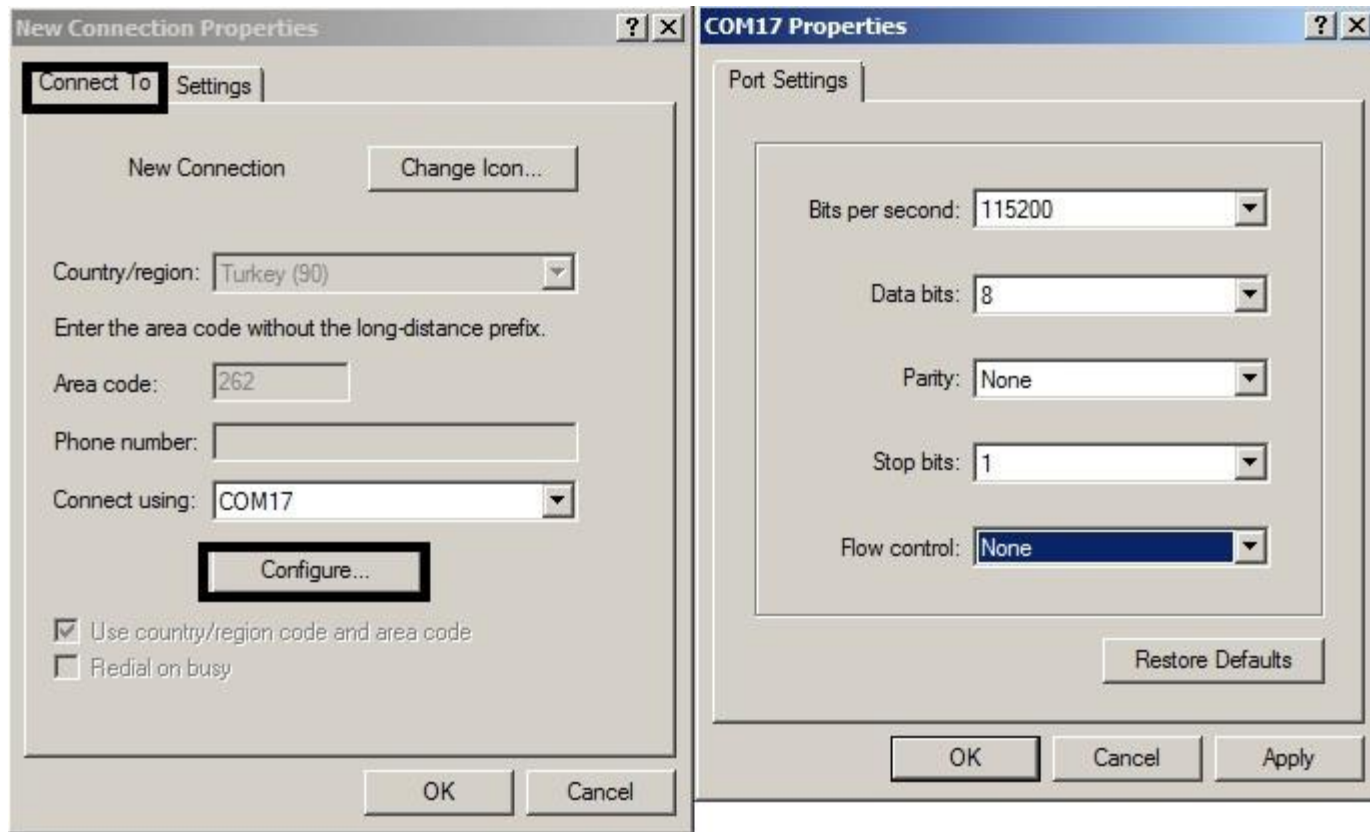 New Connection Properties
Connect To
Settings
New Connection
Change Icon...
Country/region:
Turkey (90)
Enter the area code without the long-distance prefix.
Area code:
262
Phone number:
Connect using:
COM17
Configure...
Use country/region code and area code
Redial on busy
OK
Cancel
COM17 Properties
Port Settings
Bits per second:
115200
Data bits:
8
Parity:
None
Stop bits:
1
Flow control:
None
Restore Defaults
OK
Cancel
Apply